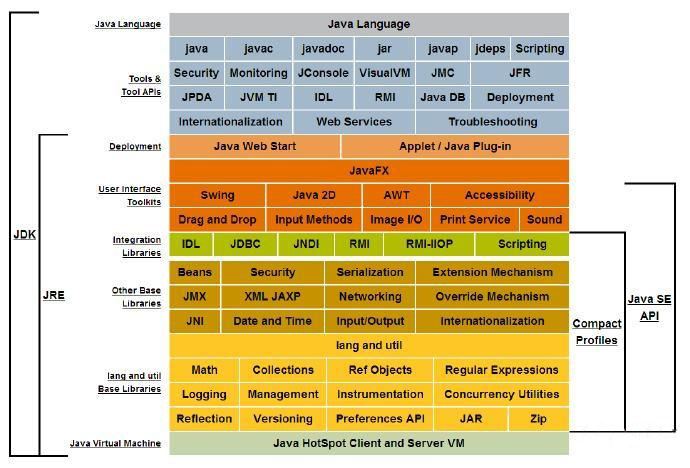 Java Language Java Language
java javac javadoc jar javap jdeps Scripting
Security Monitoring JConsole VisualVM JMC JFR
Tools &
Tool APIs
JPDA JVM TI IDL RMI Java DB Deployment
Internationalization Web Services Troubleshooting
Deployment Java Web Start Applet / Java Plug-in
JavaFX
User Interface
Toolkits
Swing Java 2D AWT Accessibility
Drag and Drop Input Methods Image I/O Print Service Sound
JDK
Integration
Libraries
IDL JDBC JNDI RMI RMI-IIOP Scripting
Beans Security Serialization Extension Mechanism
JRE
Other Base
Libraries
JMX XML JAXP Networking Override Mechanism
Java SE
API
JNI Date and Time Input/Output Internationalization
Compact
Profiles
lang and util
Math Collections Ref Objects Regular Expressions
lang and util
Base Libraries
Logging Management Instrumentation Concurrency Utilities
Reflection Versioning Preferences API JAR Zip
Java Virtual Machine Java HotSpot Client and Server VM